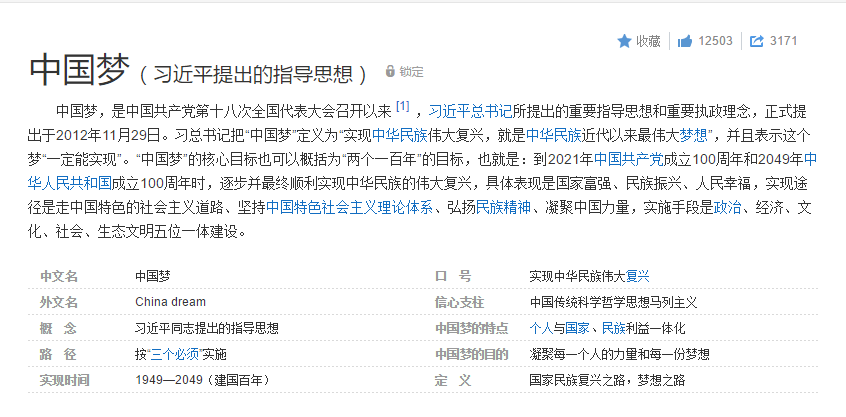 收藏 12503 3171
中国梦（习近平提出的指导思想） 锁定
中国梦，是中国共产党第十八次全国代表大会召开以来 [1] ，习近平总书记所提出的重要指导思想和重要执政理念，正式提
出于2012年11月29日。习总书记把“中国梦”定义为“实现中华民族伟大复兴，就是中华民族近代以来最伟大梦想”，并且表示这个
梦“一定能实现”。“中国梦”的核心目标也可以概括为“两个一百年”的目标，也就是：到2021年中国共产党成立100周年和2049年中
华人民共和国成立100周年时，逐步并最终顺利实现中华民族的伟大复兴，具体表现是国家富强、民族振兴、人民幸福，实现途
径是走中国特色的社会主义道路、坚持中国特色社会主义理论体系、弘扬民族精神、凝聚中国力量，实施手段是政治、经济、文
化、社会、生态文明五位一体建设。
中文名 中国梦 口 号 实现中华民族伟大复兴
外文名 China dream 信心支柱 中国传统科学哲学思想马列主义
概 念 习近平同志提出的指导思想 中国梦的特点 个人与国家、民族利益一体化
路 径 按“三个必须”实施 中国梦的目的 凝聚每一个人的力量和每一份梦想
实现时间 1949—2049（建国百年） 定 义 国家民族复兴之路，梦想之路